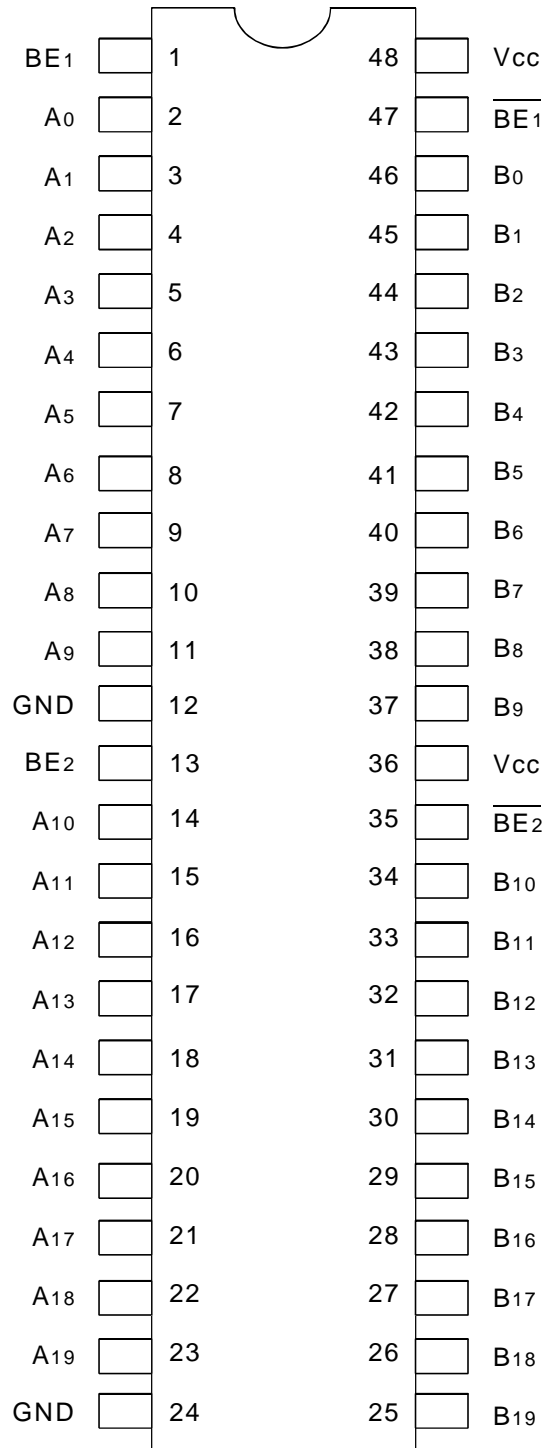 BE1 1 48 Vcc
A0 2 47 B̅E̅1
A1 3 46 B0
A2 4 45 B1
A3 5 44 B2
A4 6 43 B3
A5 7 42 B4
A6 8 41 B5
A7 9 40 B6
A8 10 39 B7
A9 11 38 B8
GND 12 37 B9
BE2 13 36 Vcc
A10 14 35 B̅E̅2
A11 15 34 B10
A12 16 33 B11
A13 17 32 B12
A14 18 31 B13
A15 19 30 B14
A16 20 29 B15
A17 21 28 B16
A18 22 27 B17
A19 23 26 B18
GND 24 25 B19